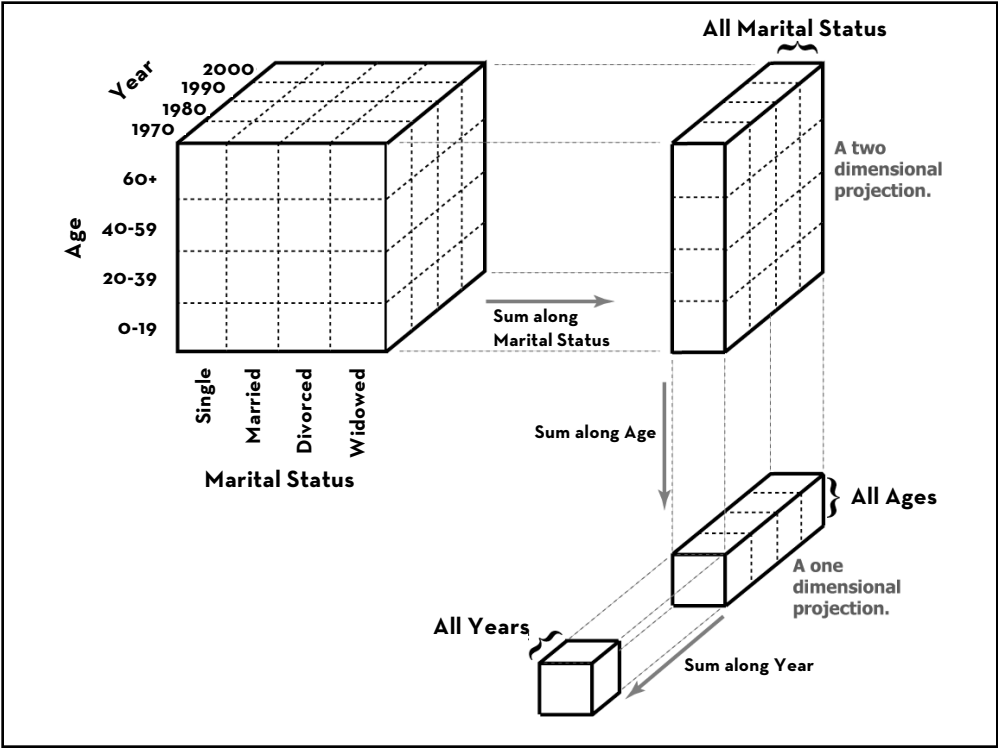 All Marital Status
Year
2000
1990
1980
1970
60+
40-59
20-39
0-19
Age
Single
Married
Divorced
Widowed
Marital Status
Sum along
Marital Status
A two
dimensional
projection.
Sum along Age
All Ages
A one
dimensional
projection.
All Years
Sum along Year